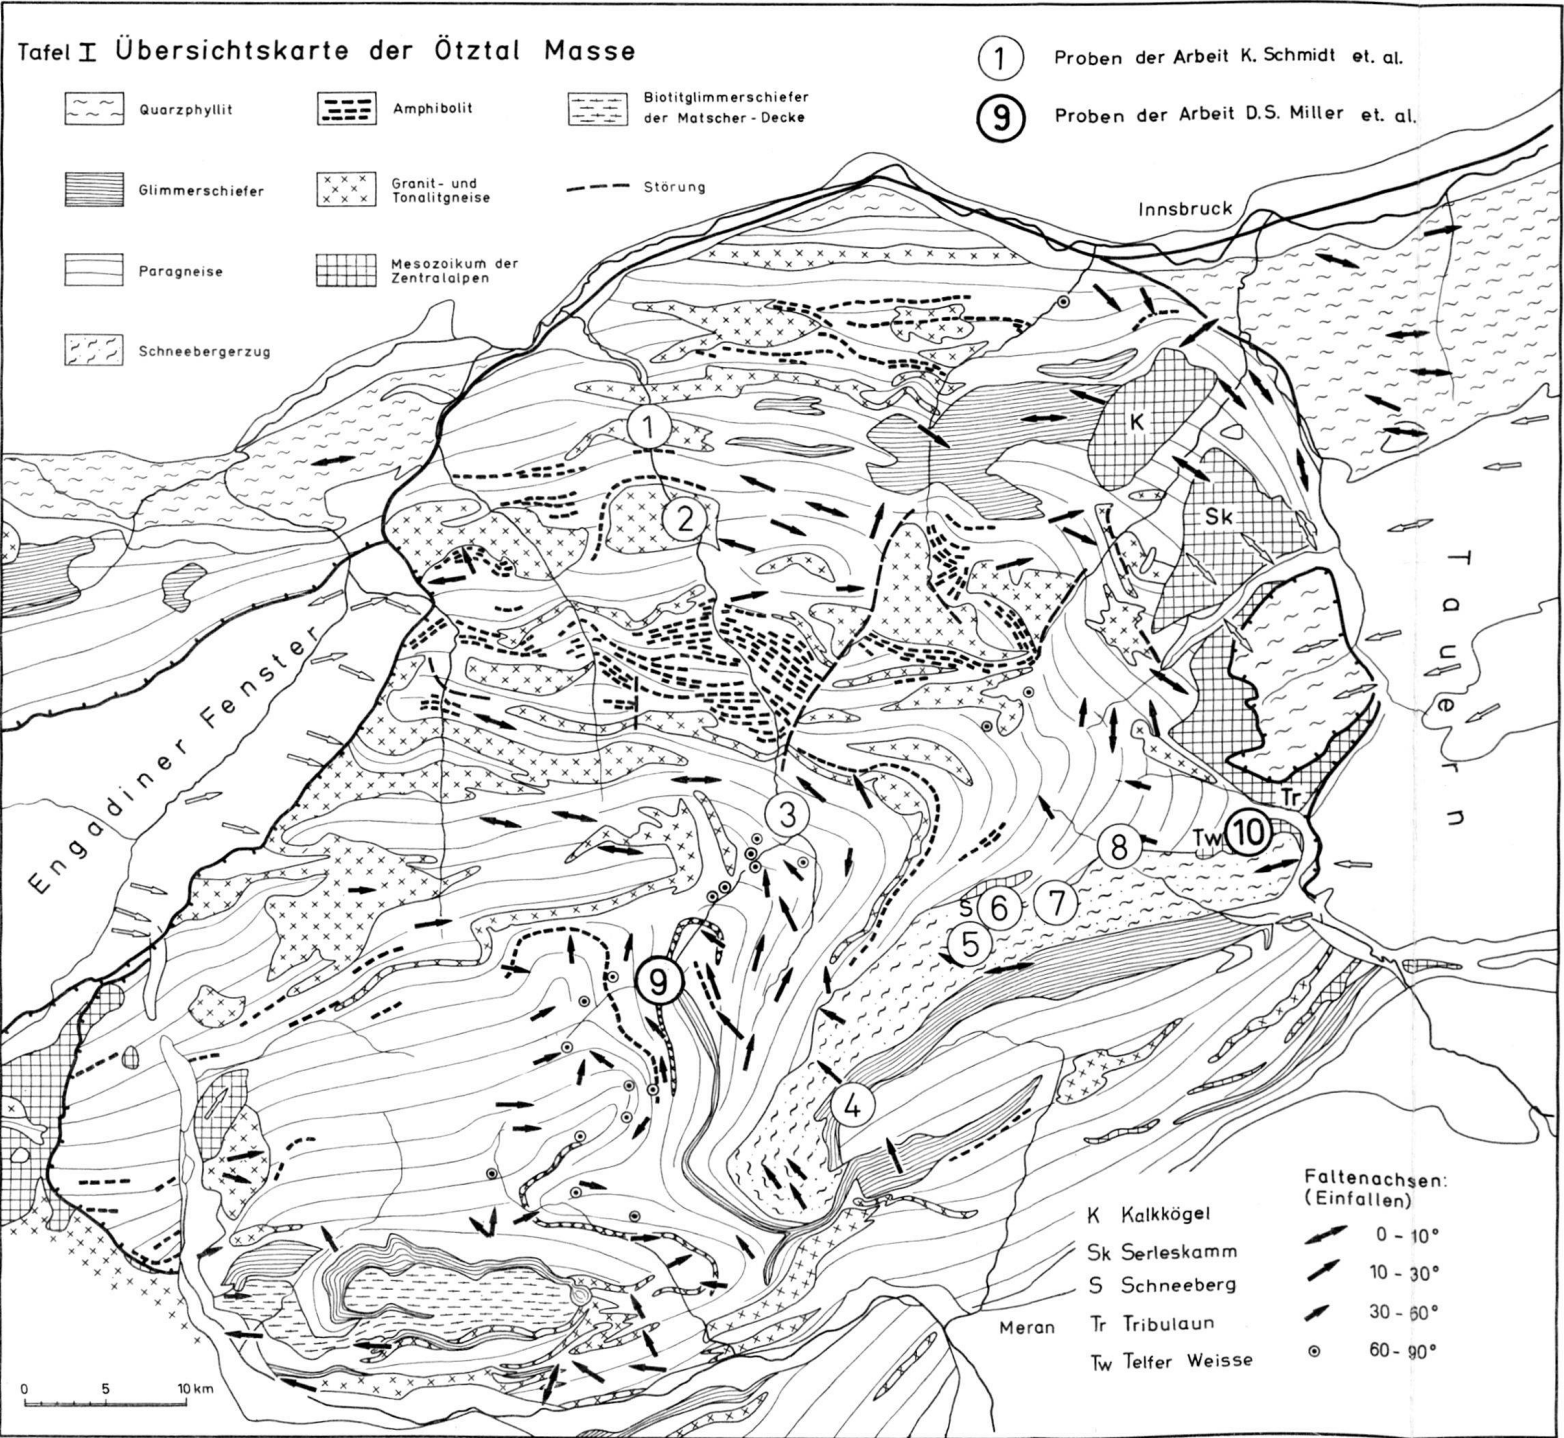 Tafel I Übersichtskarte der Ötztal Masse
Quarzphyllit
Glimmerschiefer
Paragneise
Schneebergerzug
Amphibolit
Granit- und
Tonalitgneise
Mesozoikum der
Zentralalpen
Biotitglimmerschiefer
der Matscher - Decke
Störung
1 Proben der Arbeit K. Schmidt et. al.
9 Proben der Arbeit D.S. Miller et. al.
Innsbruck
K
1
2
Sk
Tauern
Engadiner Fenster
3
Tr
8
Tw 10
S 6
7
5
9
4
Meran
K Kalkkögel
Sk Serleskamm
S Schneeberg
Tr Tribulaun
Tw Telfer Weisse
Faltenachsen:
(Einfallen)
0 - 10°
10 - 30°
30 - 60°
60 - 90°
0 5 10 km